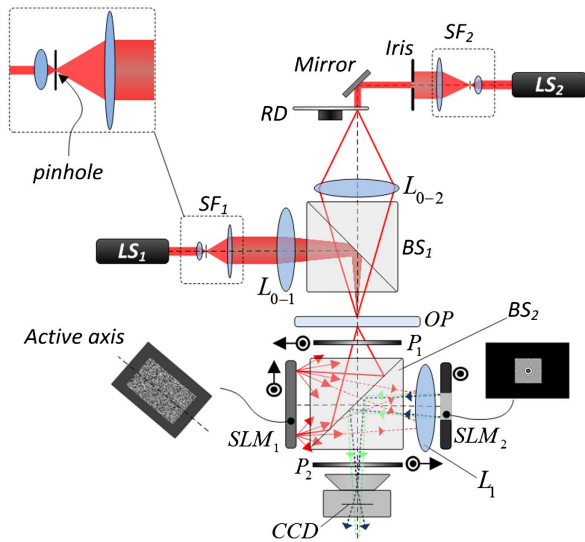 SF2
Iris
Mirror
LS2
RD
pinhole
L0-2
SF1
BS1
LS1
L0-1
OP
Active axis
P1
BS2
SLM1
SLM2
P2
L1
CCD